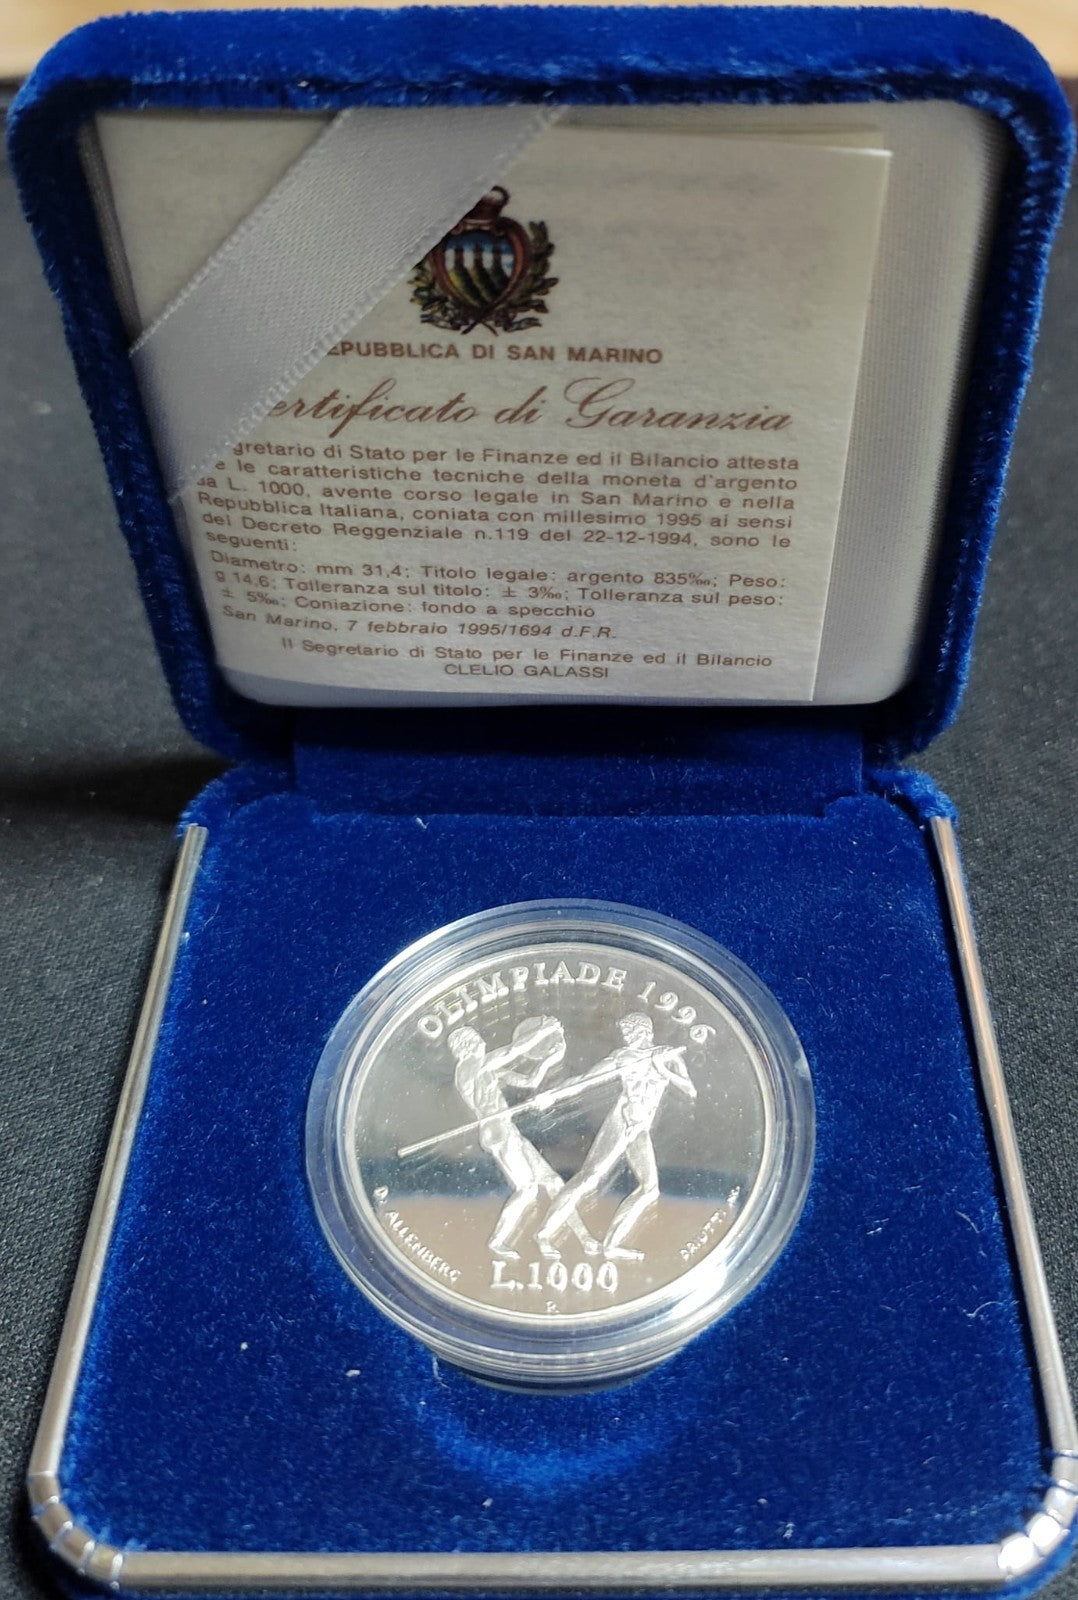 REPUBBLICA DI SAN MARINO
Certificato di Garanzia
gretario di Stato per le Finanze ed il Bilancio attesta
e le caratteristiche tecniche della moneta d'argento
da L. 1000, avente corso legale in San Marino e nella
Repubblica Italiana, coniata con millesimo 1995 ai sensi
del Decreto Reggenziale n.119 del 22-12-1994, sono le
seguenti:
Diametro: mm 31,4; Titolo legale: argento 835‰; Peso:
g 14,6; Tolleranza sul titolo: ± 3‰; Tolleranza sul peso:
± 5‰; Coniazione: fondo a specchio
San Marino, 7 febbraio 1995/1694 d.F.R.
Il Segretario di Stato per le Finanze ed il Bilancio
CLELIO GALASSI
OLIMPIADE 1996
D. ALLENBERG
L.1000
R